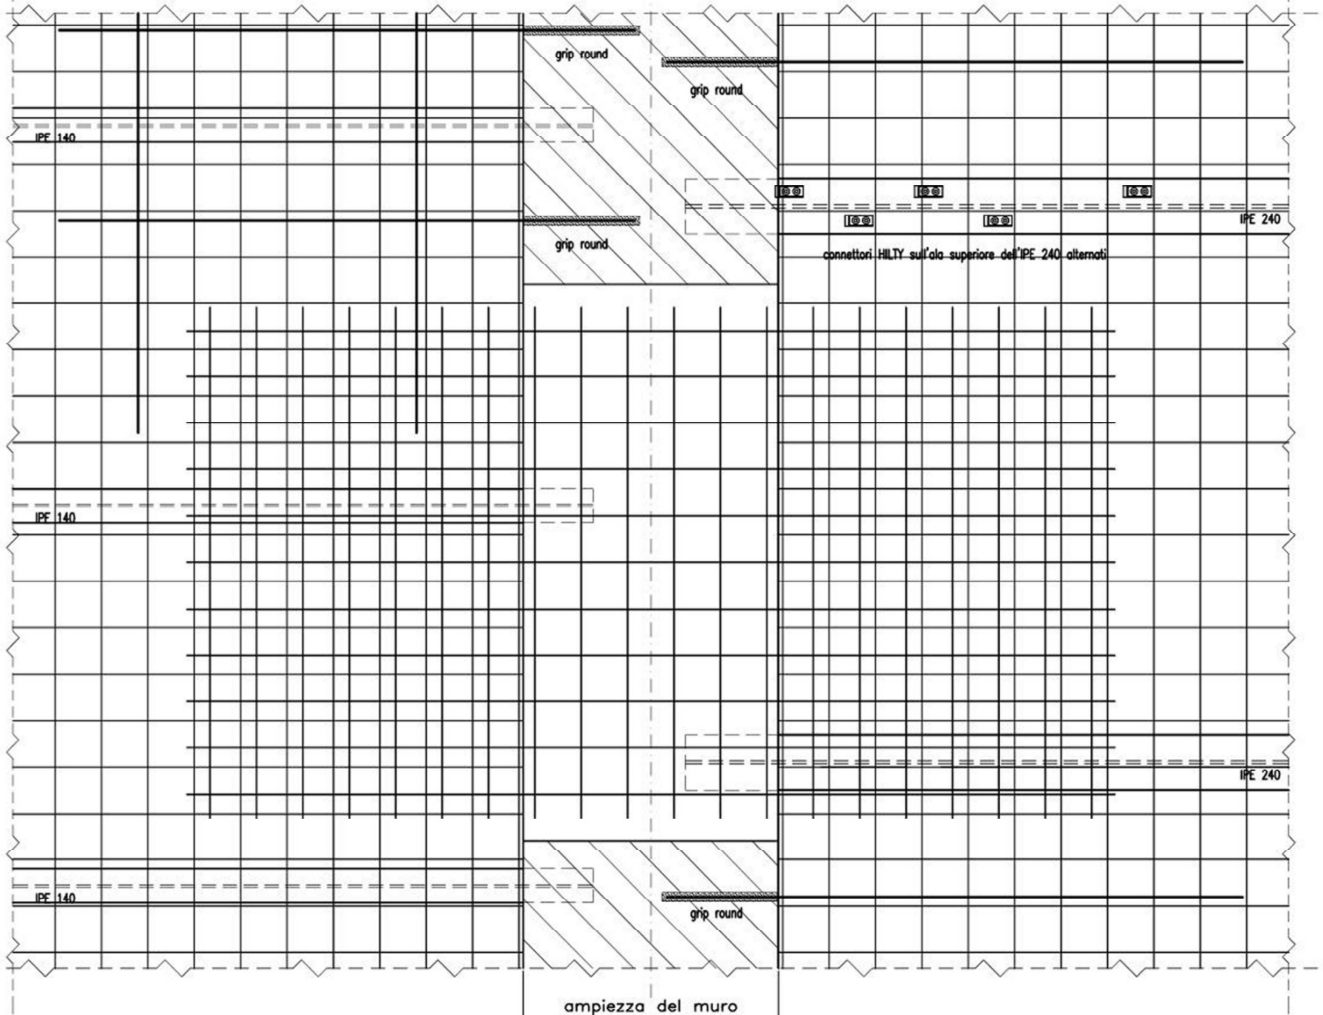 grip round
grip round
IPE 140
IPE 240
grip round
connettori HILTY sull'ala superiore dell'IPE 240 alternati
IPE 140
IPE 240
IPE 140
grip round
ampiezza del muro